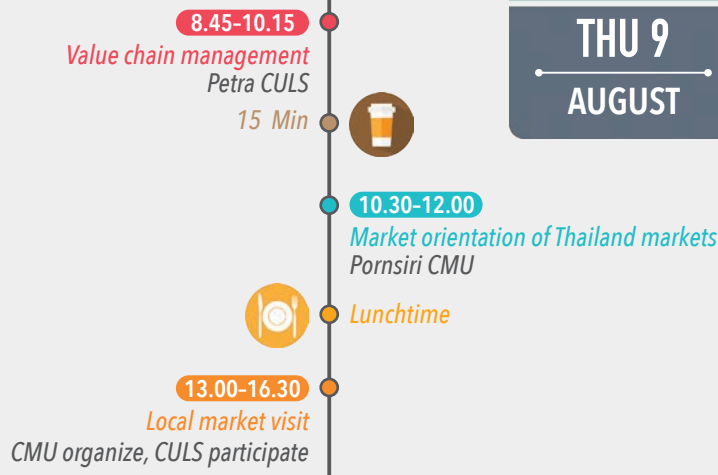 THU 9
AUGUST
8.45–10.15
Value chain management
Petra CULS
15 Min
10.30–12.00
Market orientation of Thailand markets
Pornsiri CMU
Lunchtime
13.00–16.30
Local market visit
CMU organize, CULS participate